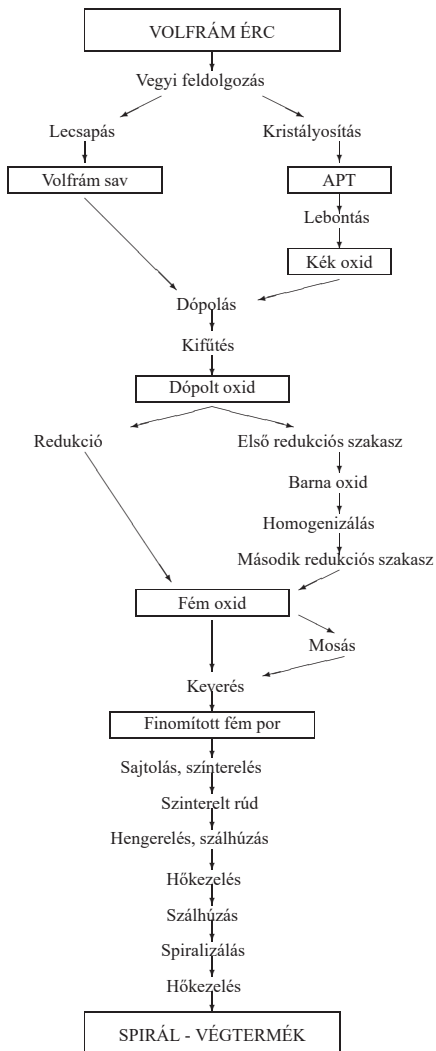 VOLFRÁM ÉRC
Vegyi feldolgozás
Lecsapás
Kristályosítás
Volfrám sav
APT
Lebontás
Kék oxid
Dópolás
Kifűtés
Dópolt oxid
Redukció
Első redukciós szakasz
Barna oxid
Homogenizálás
Második redukciós szakasz
Fém oxid
Mosás
Keverés
Finomított fém por
Sajtolás, színterelés
Szinterelt rúd
Hengerelés, szálhúzás
Hőkezelés
Szálhúzás
Spiralizálás
Hőkezelés
SPIRÁL - VÉGTERMÉK